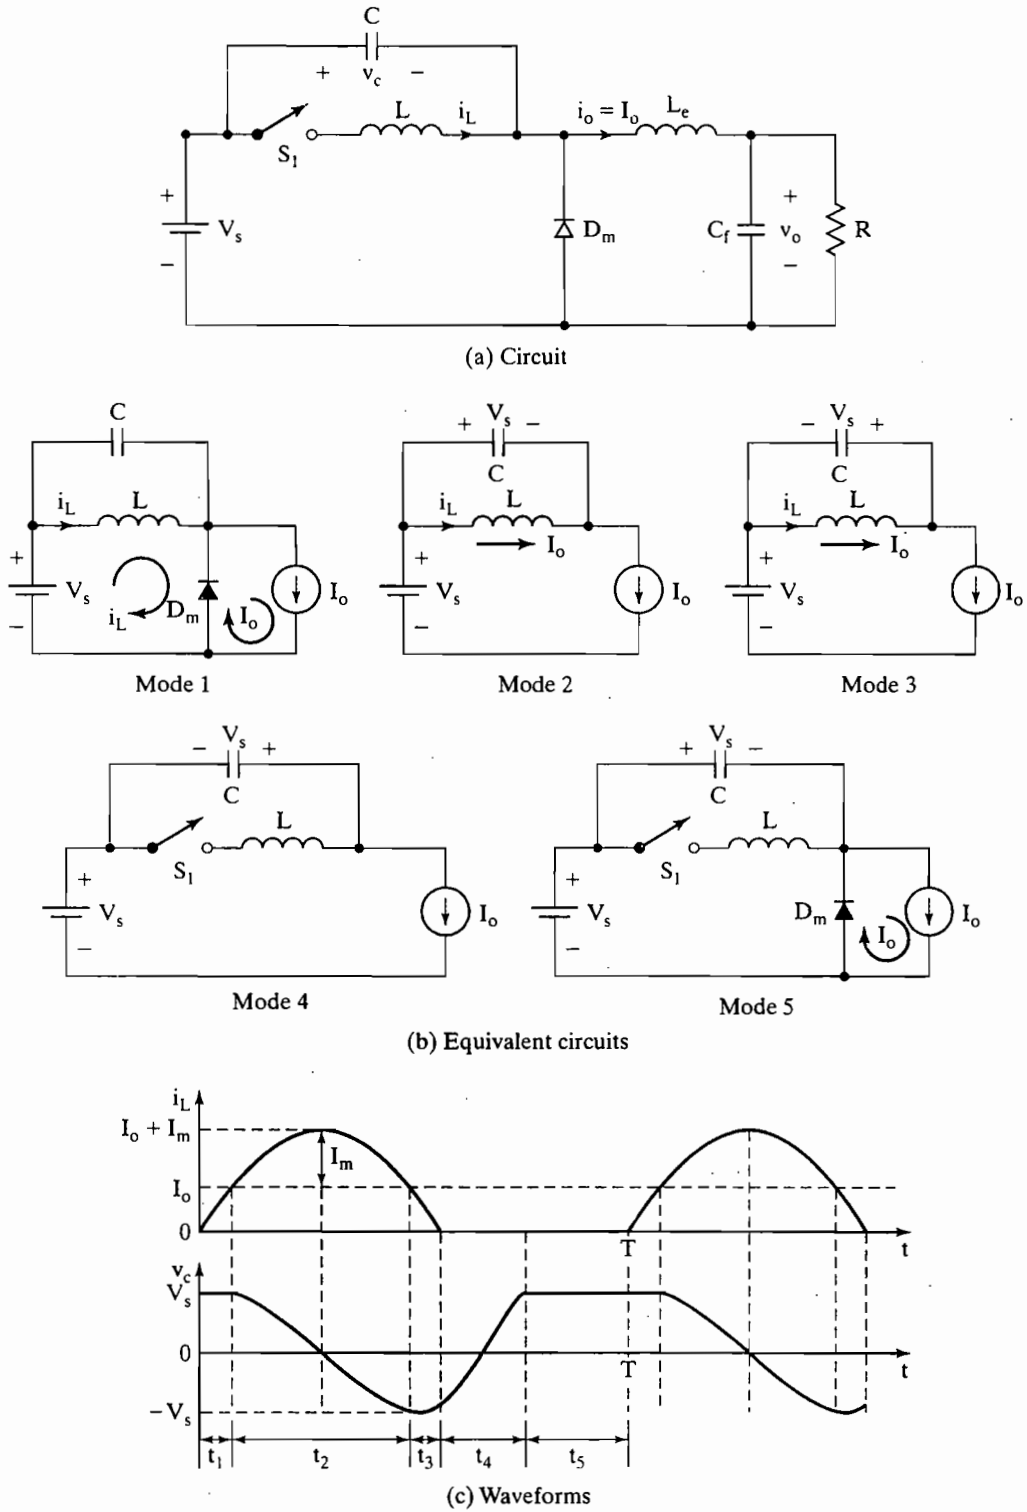 C
+ v_c −
S_1
L
i_L
i_o = I_o
L_e
+
V_s
−
D_m
C_f
+
v_o
−
R
(a) Circuit
C
i_L
L
+
V_s
−
i_L
D_m
I_o
I_o
Mode 1
+ V_s −
C
i_L
L
I_o
+
V_s
−
I_o
Mode 2
− V_s +
C
i_L
L
I_o
+
V_s
−
I_o
Mode 3
− V_s +
C
S_1
L
+
V_s
−
I_o
Mode 4
+ V_s −
C
S_1
L
+
V_s
−
D_m
I_o
I_o
Mode 5
(b) Equivalent circuits
i_L
I_o + I_m
I_m
I_o
0
T
t
v_c
V_s
0
T
t
−V_s
t_1
t_2
t_3
t_4
t_5
(c) Waveforms